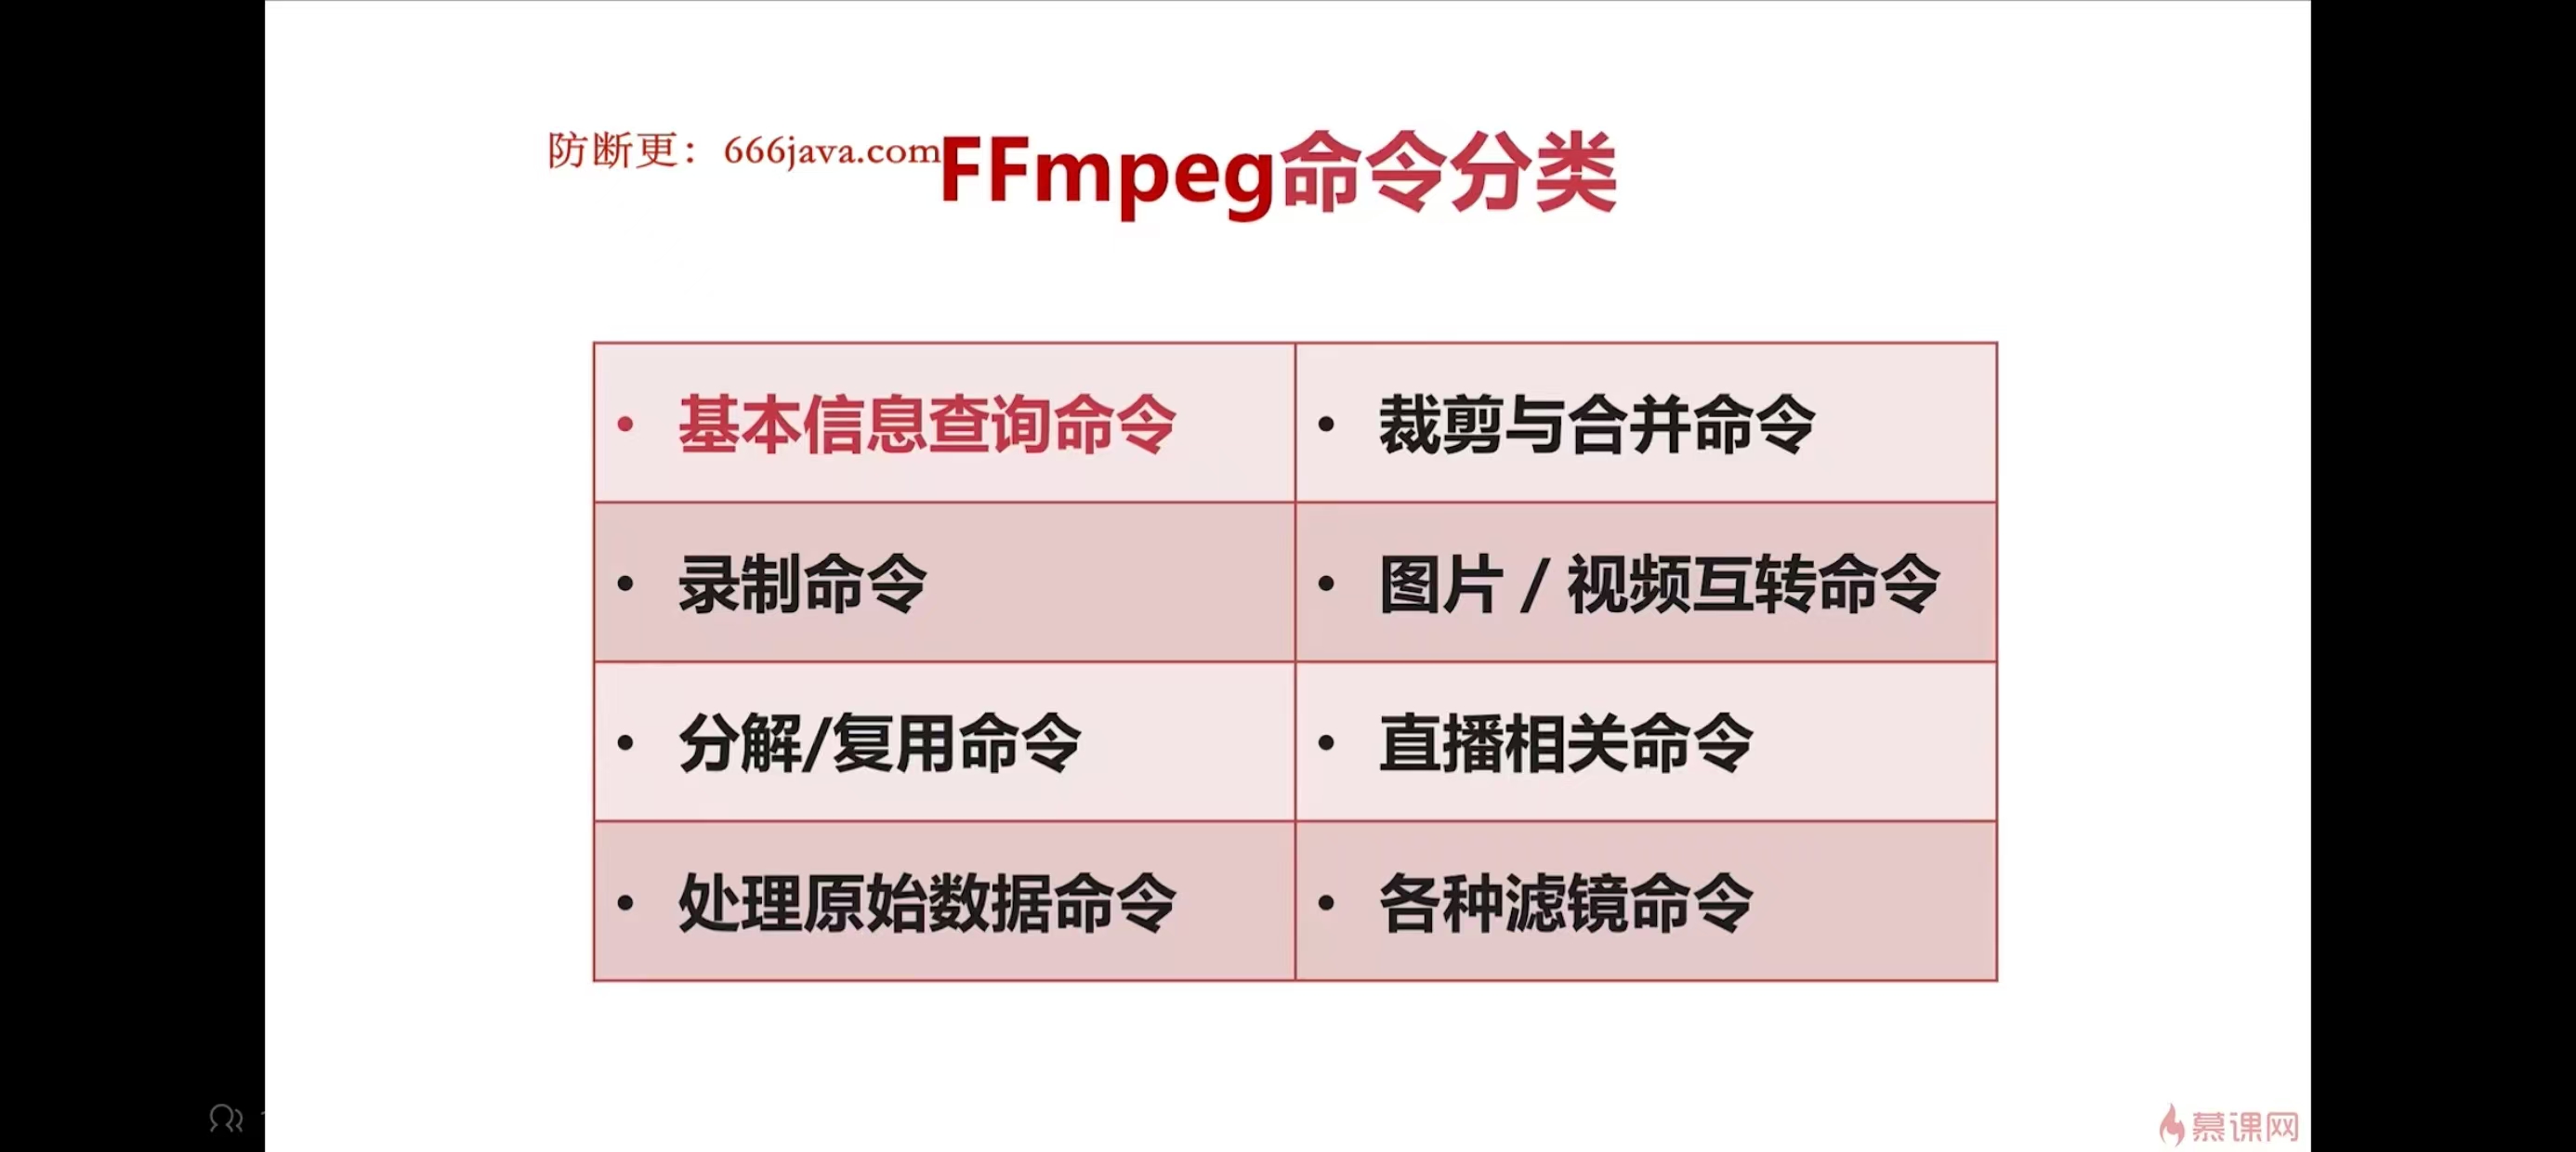 防断更：666java.com
FFmpeg命令分类
• 基本信息查询命令
• 裁剪与合并命令
• 录制命令
• 图片 / 视频互转命令
• 分解/复用命令
• 直播相关命令
• 处理原始数据命令
• 各种滤镜命令
慕课网